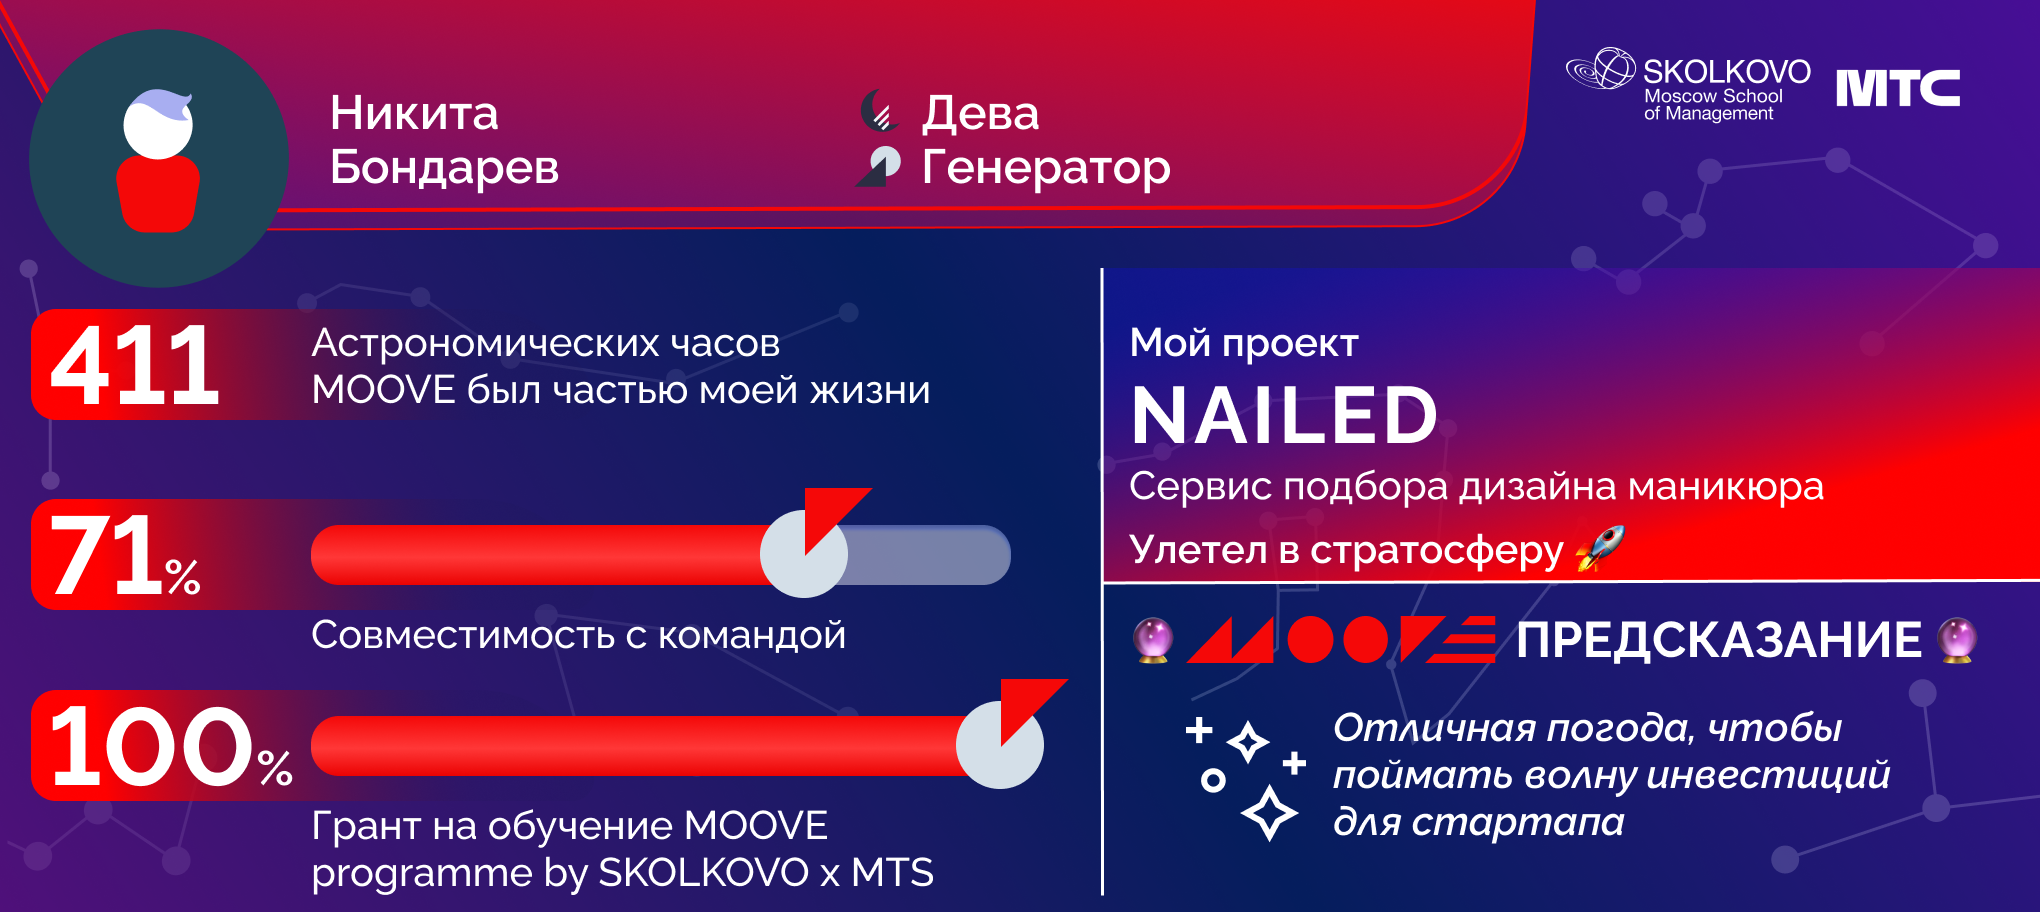 Никита
Бондарев
Дева
Генератор
SKOLKOVO
Moscow School
of Management
МТС
411
Астрономических часов
MOOVE был частью моей жизни
71%
Совместимость с командой
100%
Грант на обучение MOOVE
programme by SKOLKOVO x MTS
Мой проект
NAILED
Сервис подбора дизайна маникюра
Улетел в стратосферу 🚀
🔮 MOOVE ПРЕДСКАЗАНИЕ 🔮
Отличная погода, чтобы
поймать волну инвестиций
для стартапа